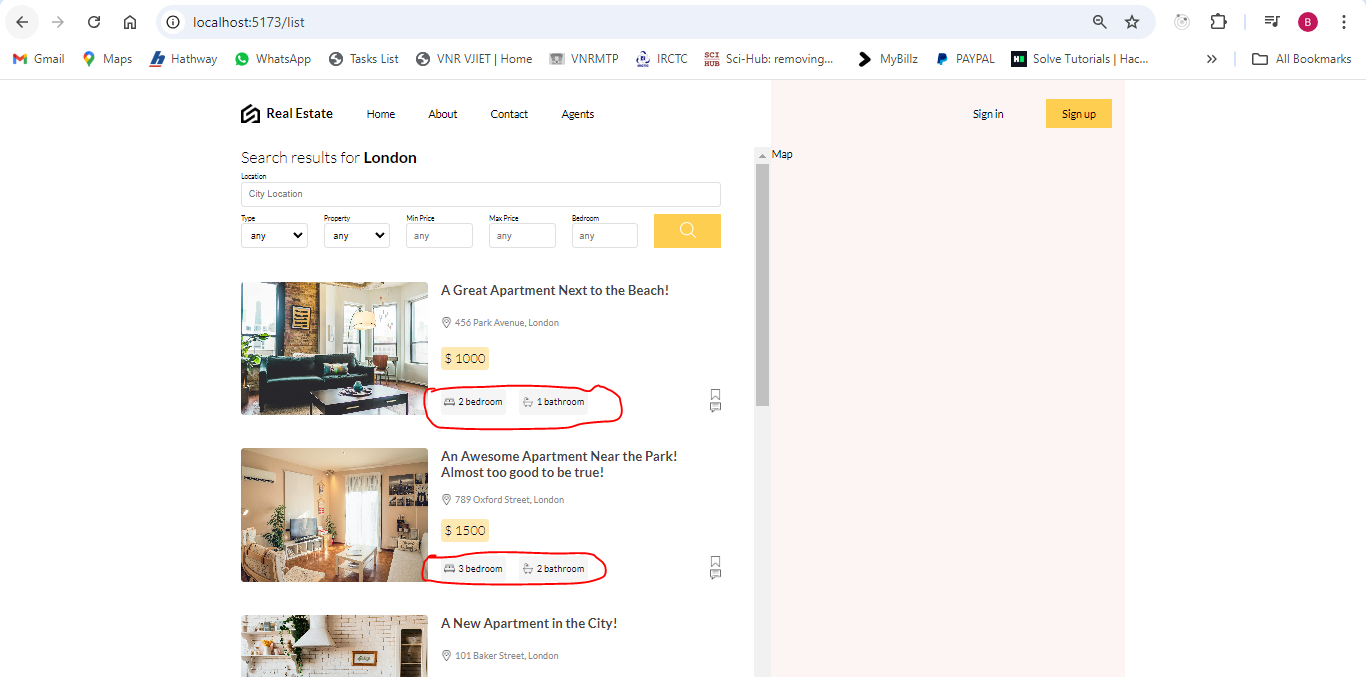 localhost:5173/list
B
Gmail Maps Hathway WhatsApp Tasks List VNR VJIET | Home VNRMTP IRCTC SCI HUB Sci-Hub: removing... MyBillz PAYPAL Solve Tutorials | Hac... » All Bookmarks
Real Estate Home About Contact Agents Sign in Sign up
Search results for London
Map
Location
City Location
Type Property Min Price Max Price Bedroom
any any any any any
A Great Apartment Next to the Beach!
456 Park Avenue, London
$ 1000
2 bedroom 1 bathroom
An Awesome Apartment Near the Park!
Almost too good to be true!
789 Oxford Street, London
$ 1500
3 bedroom 2 bathroom
A New Apartment in the City!
101 Baker Street, London